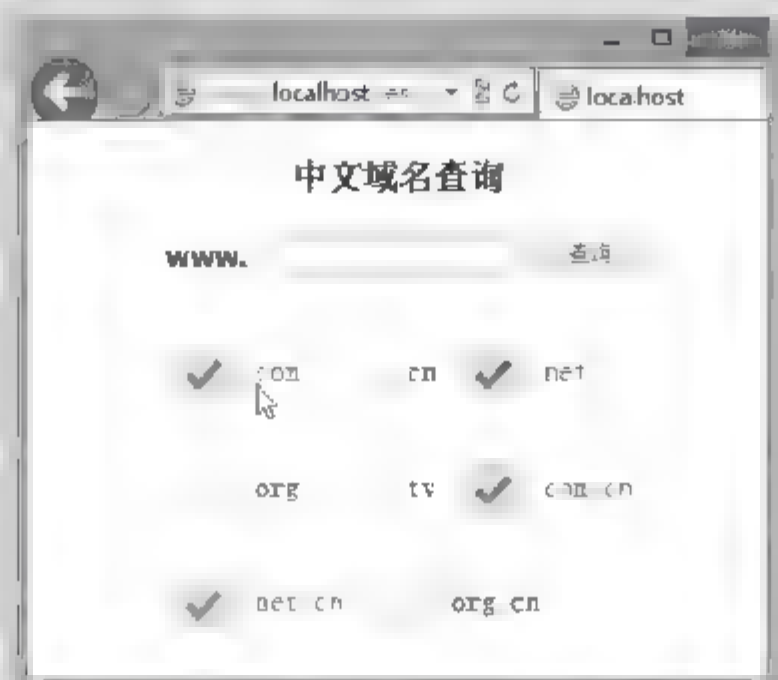 localhost
localhost
中文域名查询
www. 查询
com cn net
org tv com cn
net cn org cn